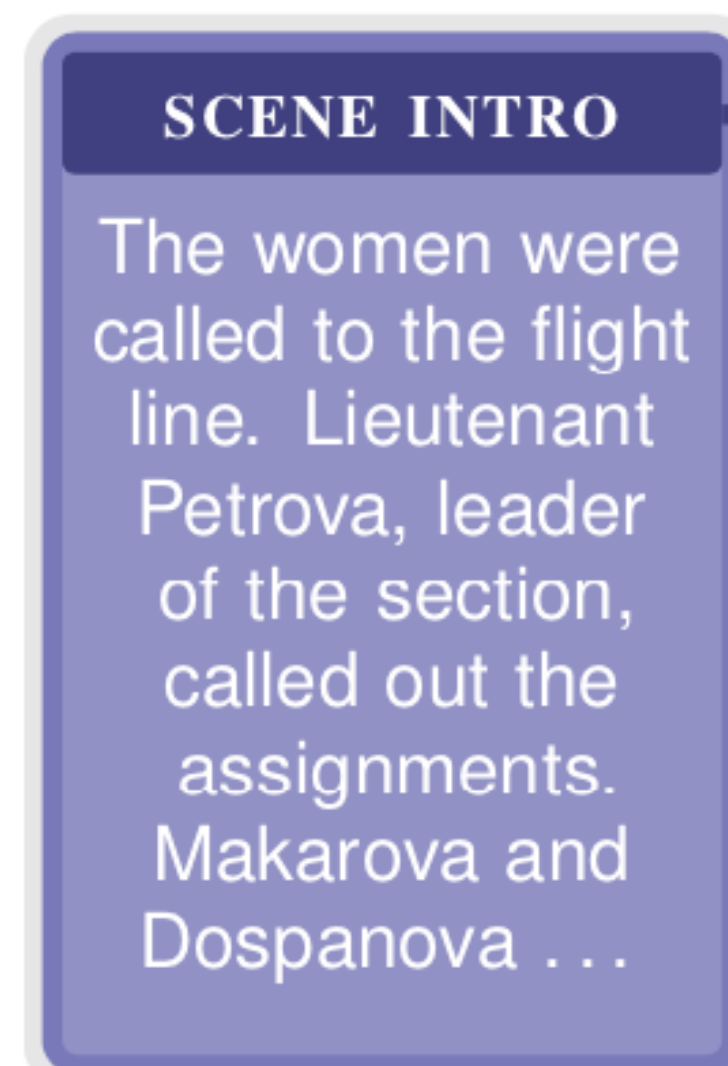 SCENE INTRO
The women were
called to the flight
line. Lieutenant
Petrova, leader
of the section,
called out the
assignments.
Makarova and
Dospanova . . .